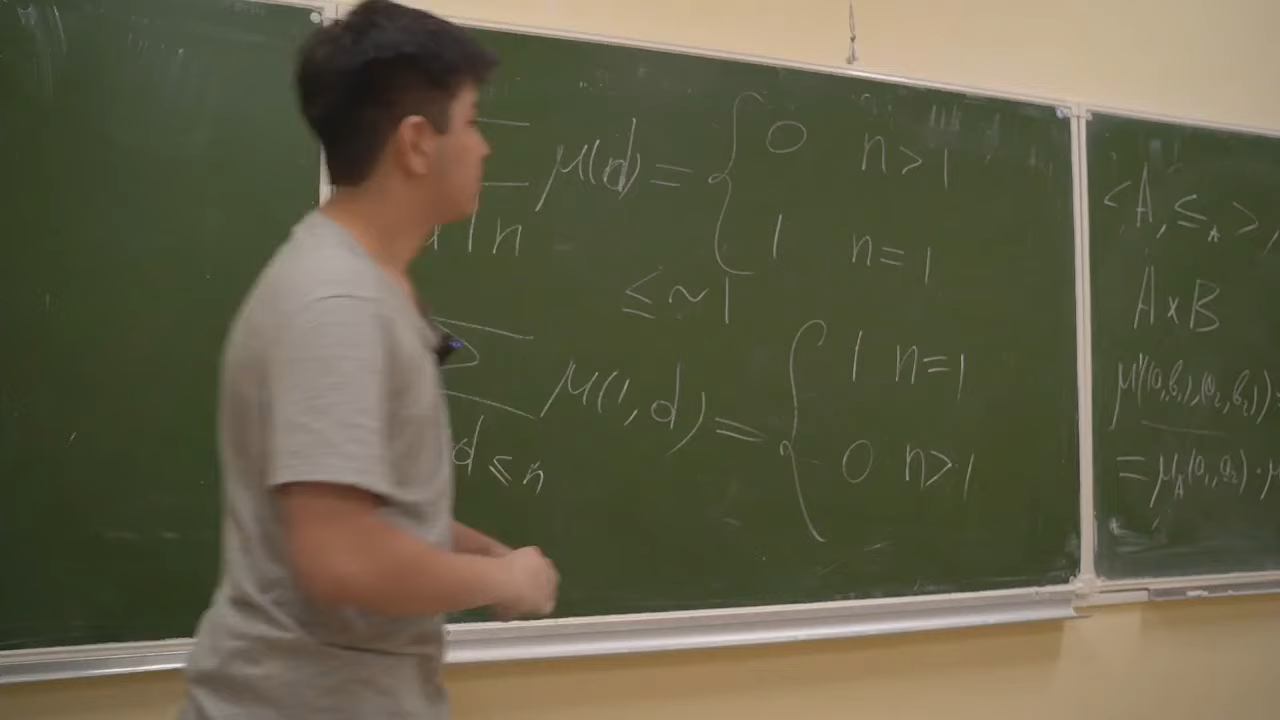 μ(d) = { 0 n > 1
1 n = 1
| n
≤ ~ 1
∑ μ(1, d) = { 1 n = 1
0 n > 1
d ≤ n
< A, ≤_A >,
A × B
μ((a₁,b₁),(a₂,b₂))
= μ_A(a₁,a₂) · μ